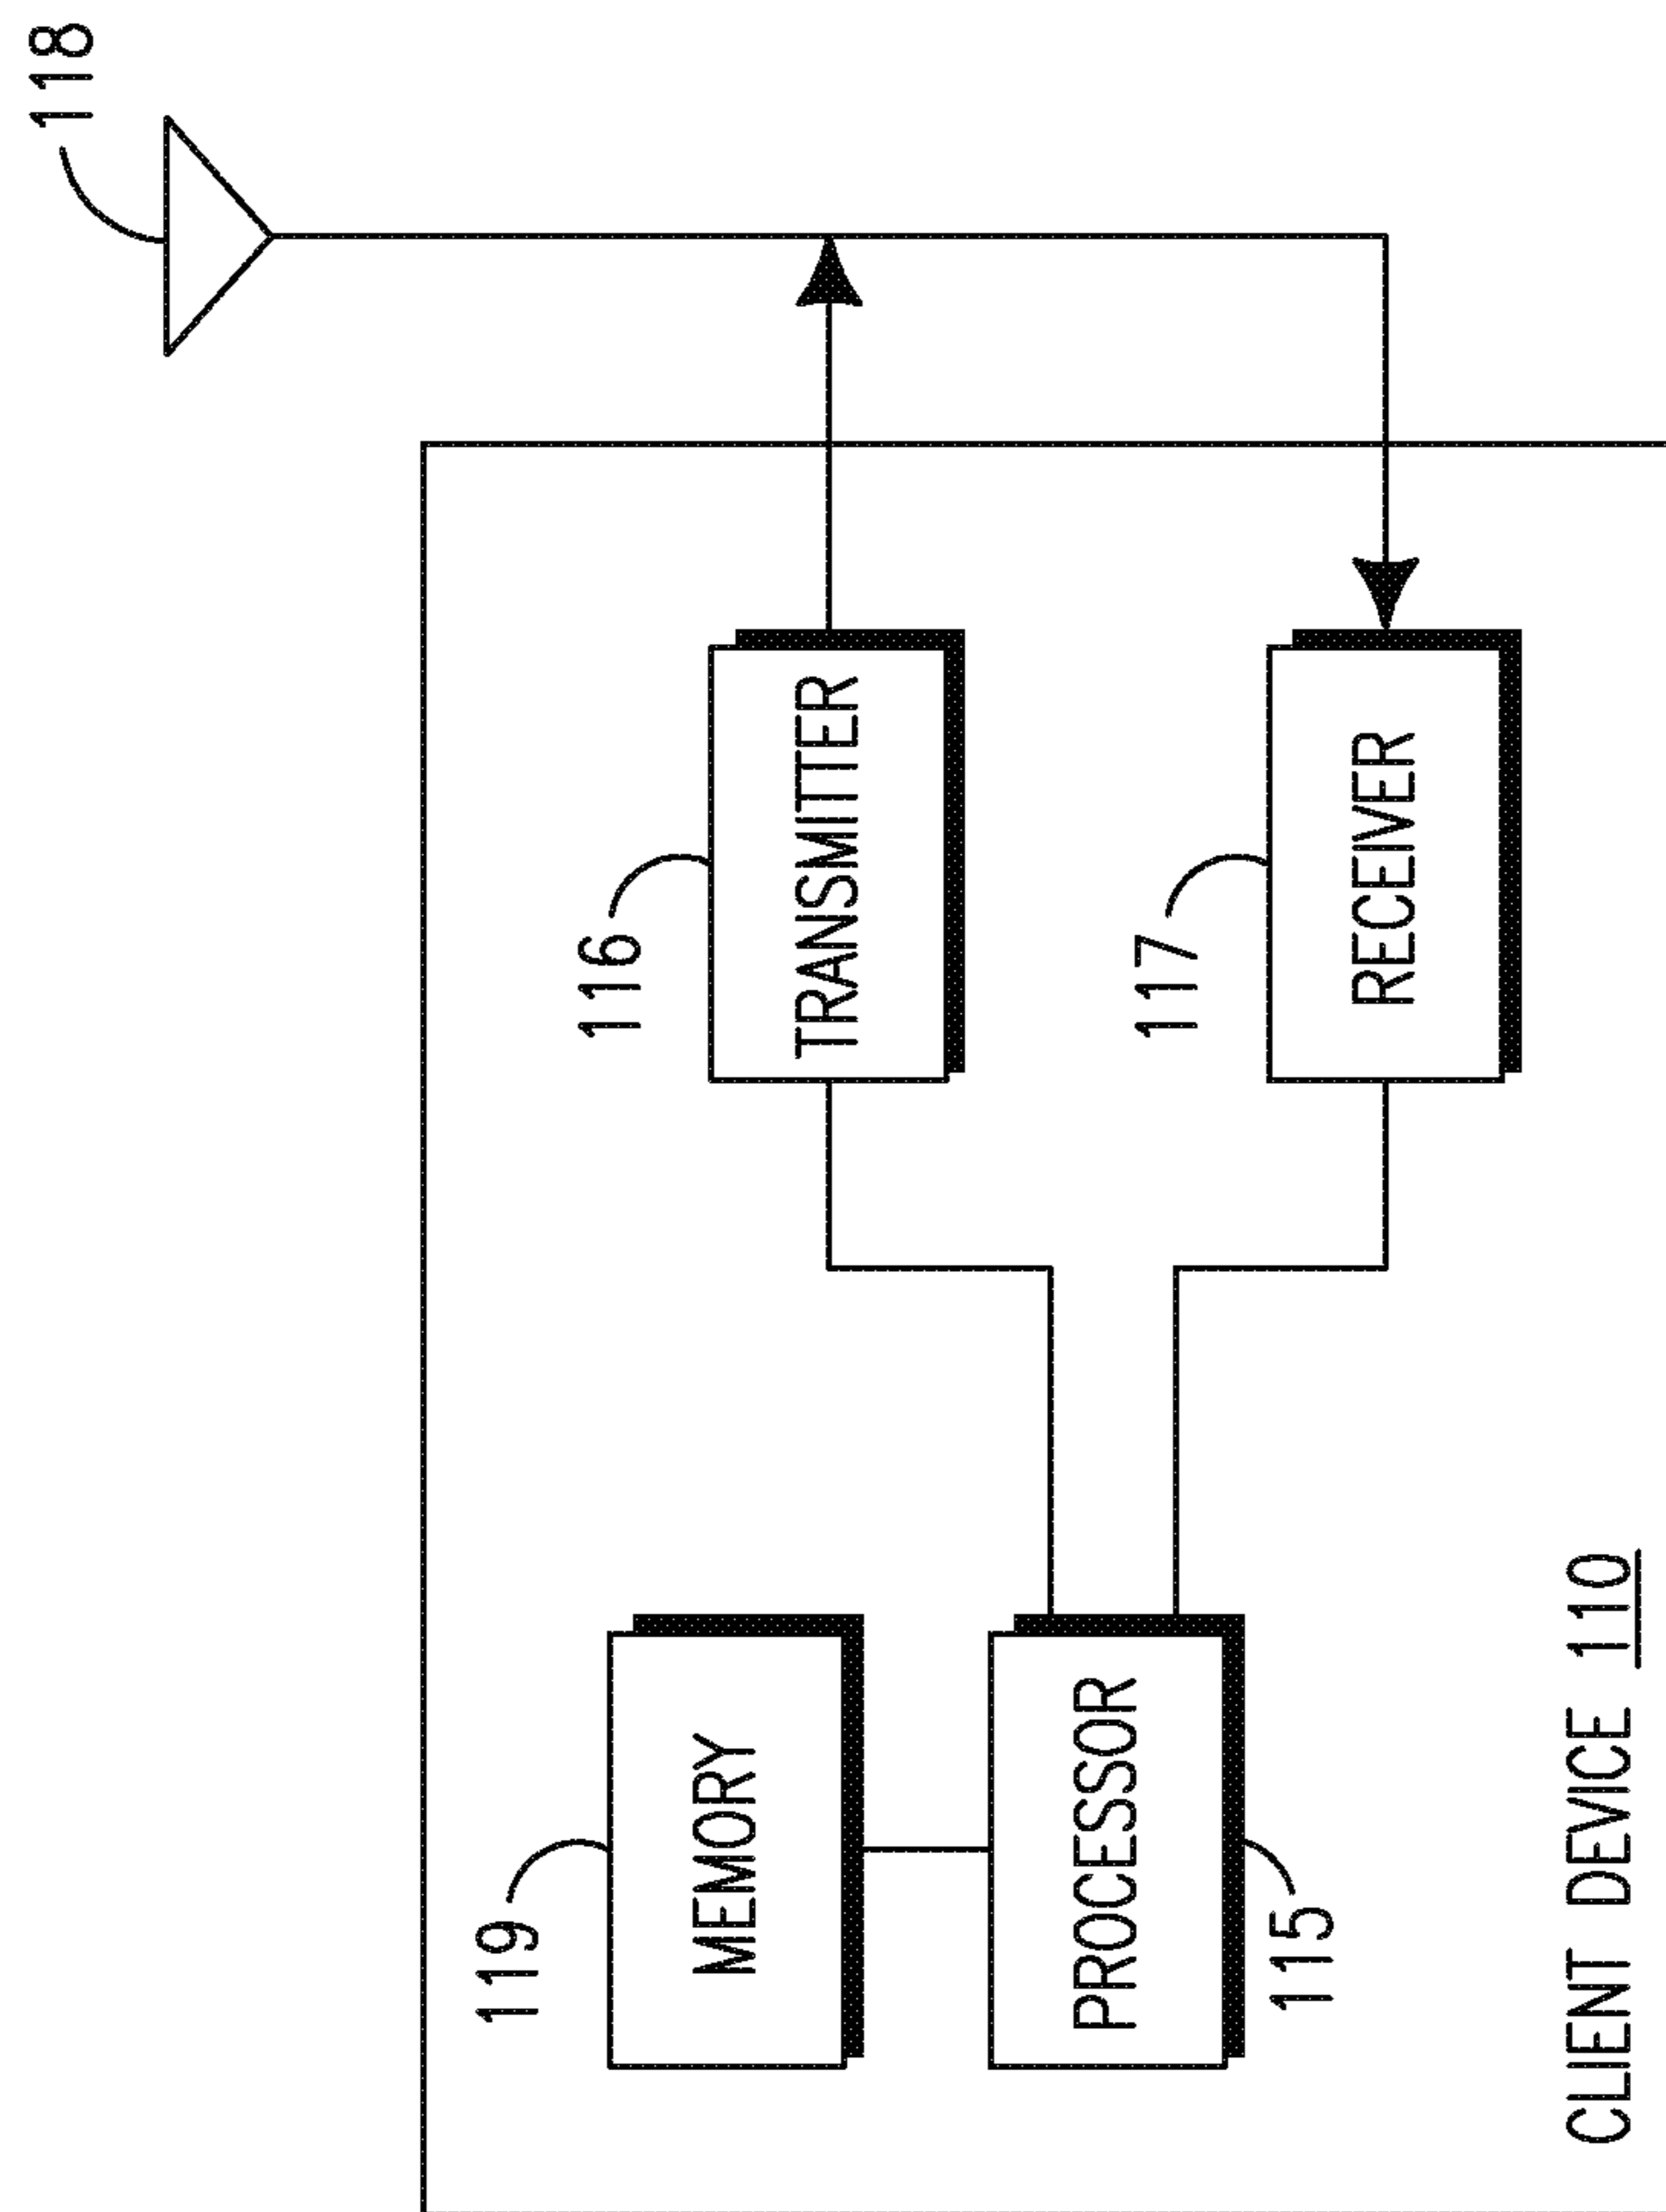 118
119
MEMORY
116
TRANSMITTER
PROCESSOR
115
117
RECEIVER
CLIENT DEVICE 110